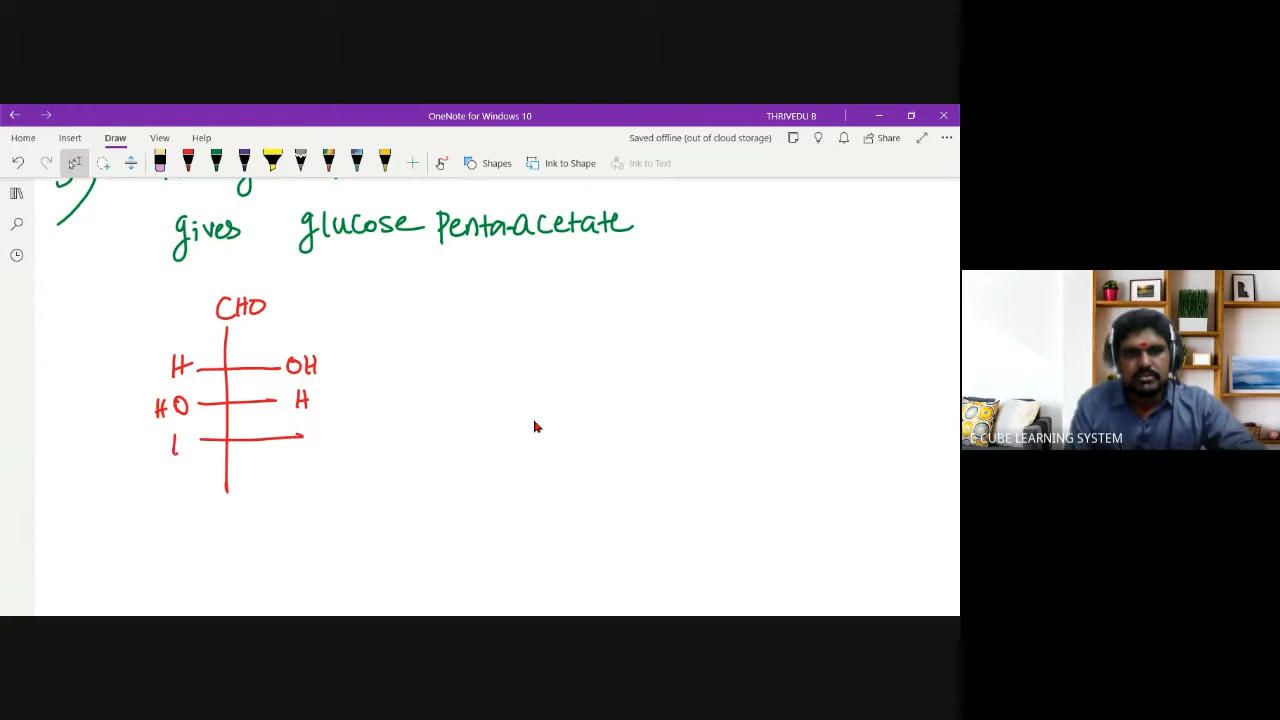 OneNote for Windows 10
THRIVEDU B
Home Insert Draw View Help
Saved offline (out of cloud storage)
Share
Shapes
Ink to Shape
Ink to Text
gives glucose penta-acetate
CHO
H OH
HO H
C CUBE LEARNING SYSTEM